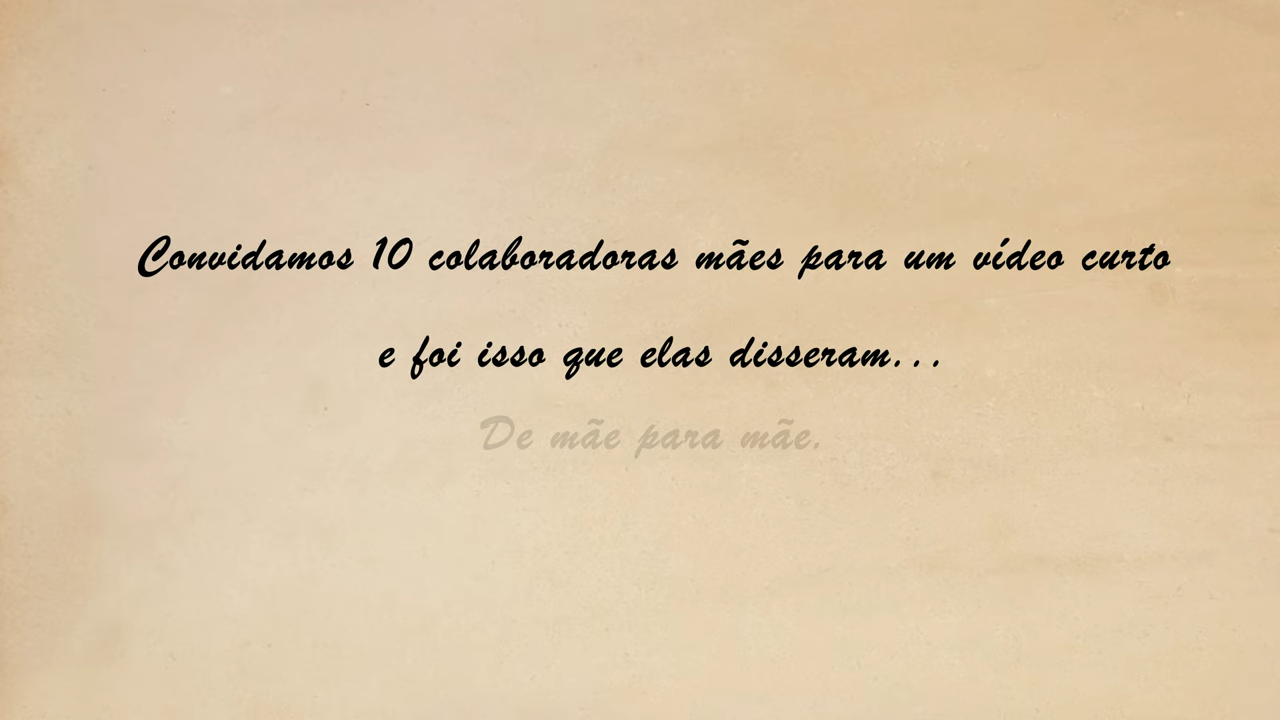 Convidamos 10 colaboradoras mães para um vídeo curto
e foi isso que elas disseram...
De mãe para mãe.